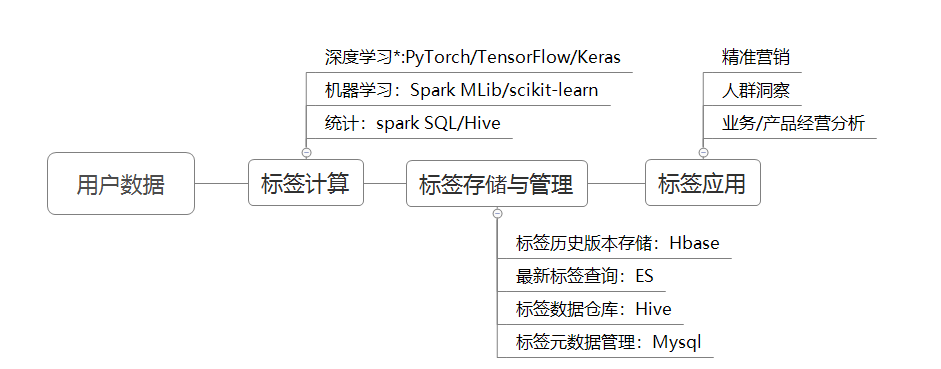 深度学习*:PyTorch/TensorFlow/Keras
机器学习：Spark MLib/scikit-learn
统计：spark SQL/Hive
精准营销
人群洞察
业务/产品经营分析
用户数据
标签计算
标签存储与管理
标签应用
标签历史版本存储：Hbase
最新标签查询：ES
标签数据仓库：Hive
标签元数据管理：Mysql